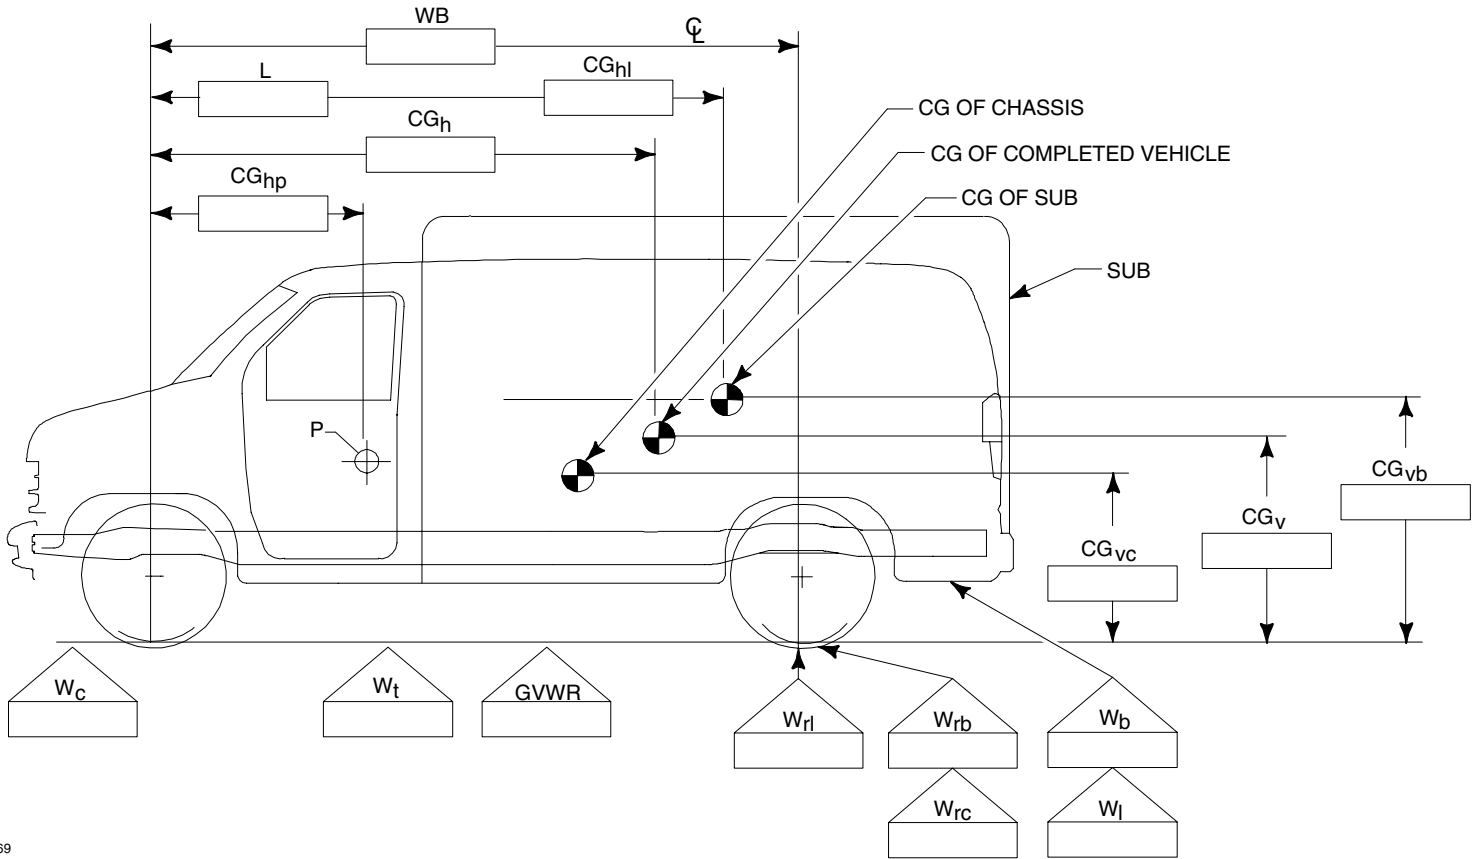 WB
℄
L
CGhl
CGh
CGhp
CG OF CHASSIS
CG OF COMPLETED VEHICLE
CG OF SUB
SUB
P
CGvb
CGv
CGvc
Wc
Wt
GVWR
Wrl
Wrb
Wb
Wrc
Wl
69